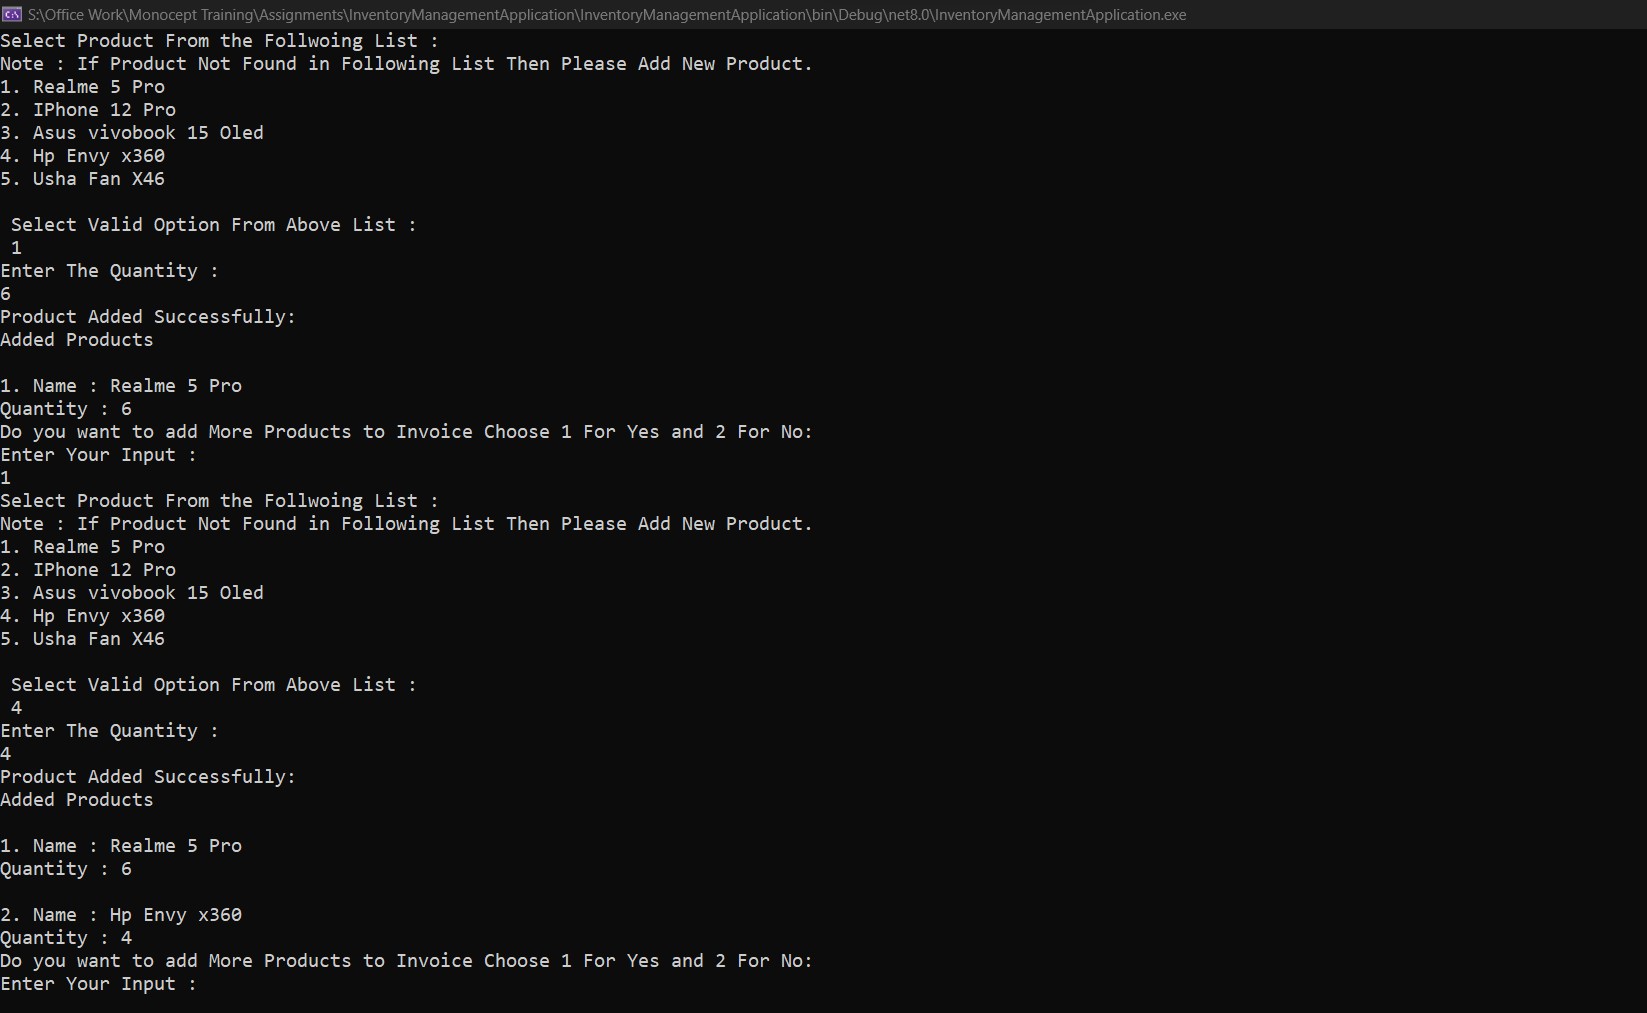 S:\Office Work\Monocept Training\Assignments\InventoryManagementApplication\InventoryManagementApplication\bin\Debug\net8.0\InventoryManagementApplication.exe
Select Product From the Follwoing List :
Note : If Product Not Found in Following List Then Please Add New Product.
1. Realme 5 Pro
2. IPhone 12 Pro
3. Asus vivobook 15 Oled
4. Hp Envy x360
5. Usha Fan X46
Select Valid Option From Above List :
1
Enter The Quantity :
6
Product Added Successfully:
Added Products
1. Name : Realme 5 Pro
Quantity : 6
Do you want to add More Products to Invoice Choose 1 For Yes and 2 For No:
Enter Your Input :
1
Select Product From the Follwoing List :
Note : If Product Not Found in Following List Then Please Add New Product.
1. Realme 5 Pro
2. IPhone 12 Pro
3. Asus vivobook 15 Oled
4. Hp Envy x360
5. Usha Fan X46
Select Valid Option From Above List :
4
Enter The Quantity :
4
Product Added Successfully:
Added Products
1. Name : Realme 5 Pro
Quantity : 6
2. Name : Hp Envy x360
Quantity : 4
Do you want to add More Products to Invoice Choose 1 For Yes and 2 For No:
Enter Your Input :